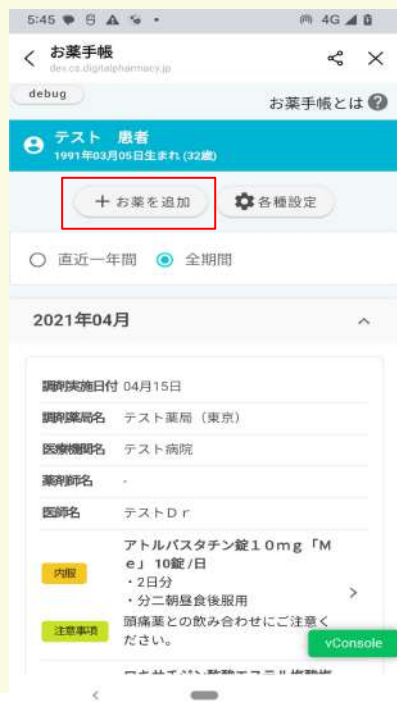 5:45
4G
お薬手帳
dev.cs.digitalpharmacy.jp
debug
お薬手帳とは
テスト 患者
1991年03月05日生まれ (32歳)
+ お薬を追加
各種設定
直近一年間
全期間
2021年04月
調剤実施日付 04月15日
調剤薬局名 テスト薬局（東京）
医療機関名 テスト病院
薬剤師名 -
医師名 テストDr
内服
アトルバスタチン錠10mg「M
e」 10錠/日
・2日分
・分二朝昼食後服用
注意事項
頭痛薬との飲み合わせにご注意く
ださい。
vConsole